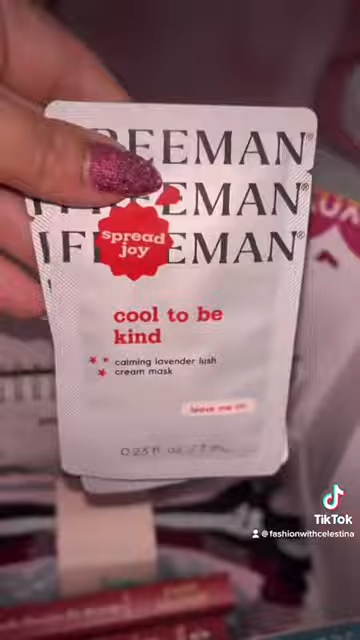 FREEMAN®
FREEMAN®
FREEMAN®
spread
joy
cool to be
kind
calming lavender lush
cream mask
leave me on
TikTok
@fashionwithcelestina